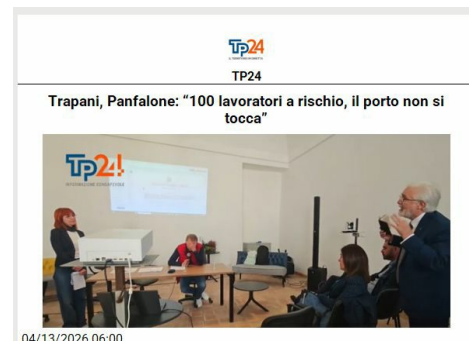 Tp24
TP24
Trapani, Panfalone: “100 lavoratori a rischio, il porto non si
tocca”
Tp24!
04/13/2026 06:00